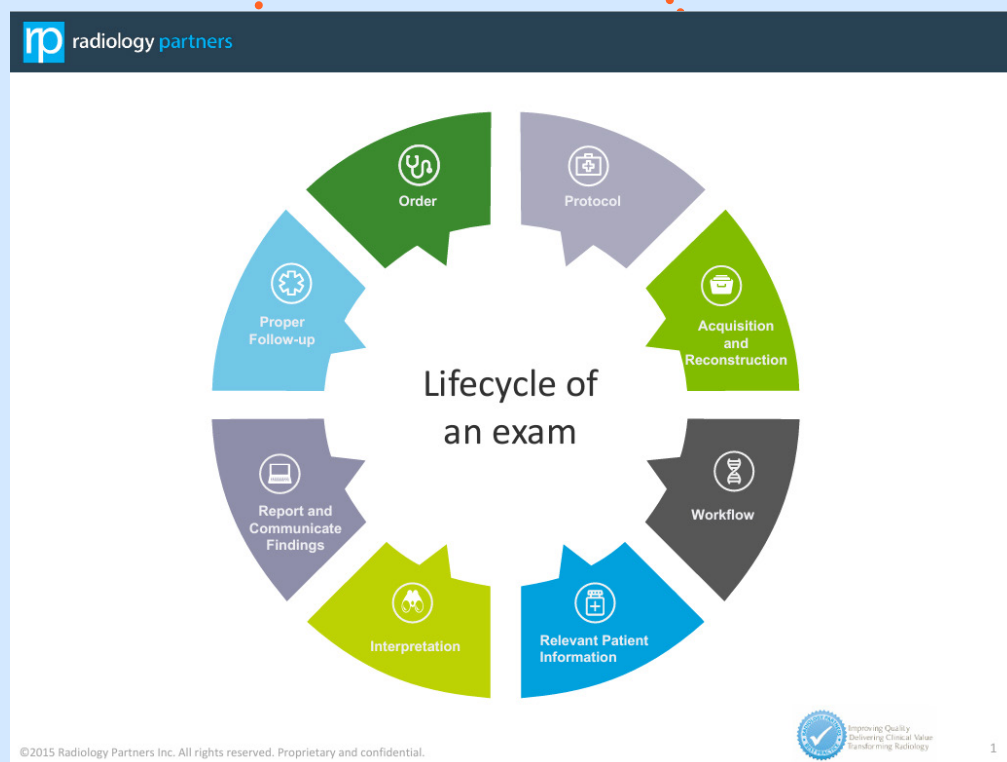 rp radiology partners
Order
Protocol
Acquisition
and
Reconstruction
Workflow
Relevant Patient
Information
Interpretation
Report and
Communicate
Findings
Proper
Follow-up
Lifecycle of
an exam
©2015 Radiology Partners Inc. All rights reserved. Proprietary and confidential.
Improving Quality
Delivering Clinical Value
Transforming Radiology
1